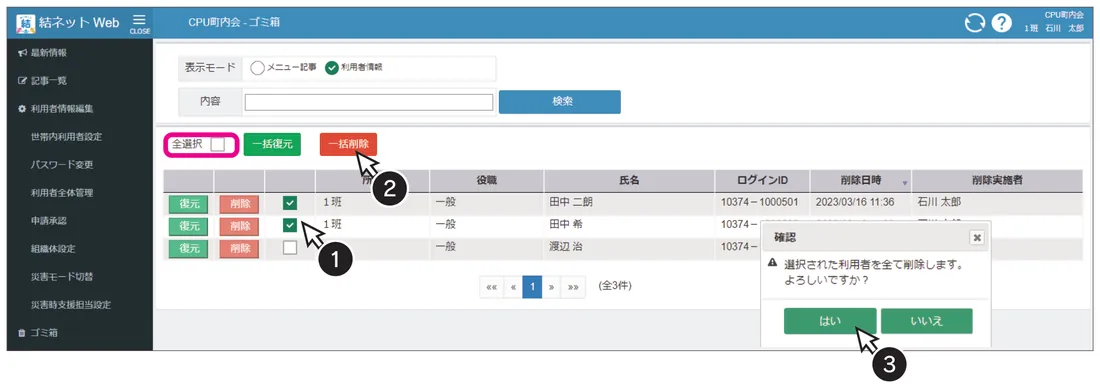 結 結ネット Web CLOSE CPU町内会 - ゴミ箱 ? CPU町内会
1班 石川 太郎
最新情報
記事一覧
利用者情報編集
世帯内利用者設定
パスワード変更
利用者全体管理
申請承認
組織体設定
災害モード切替
災害時支援担当設定
ゴミ箱
表示モード メニュー記事 利用者情報
内容 検索
全選択 一括復元 一括削除
2
役職 氏名 ログインID 削除日時 削除実施者
復元 削除 1班 一般 田中 二朗 10374－1000501 2023/03/16 11:36 石川 太郎
復元 削除 1班 一般 田中 希 10374－
復元 削除 一般 渡辺 治 10374－
1
«« « 1 » »» (全3件)
確認
選択された利用者を全て削除します。
よろしいですか？
はい いいえ
3